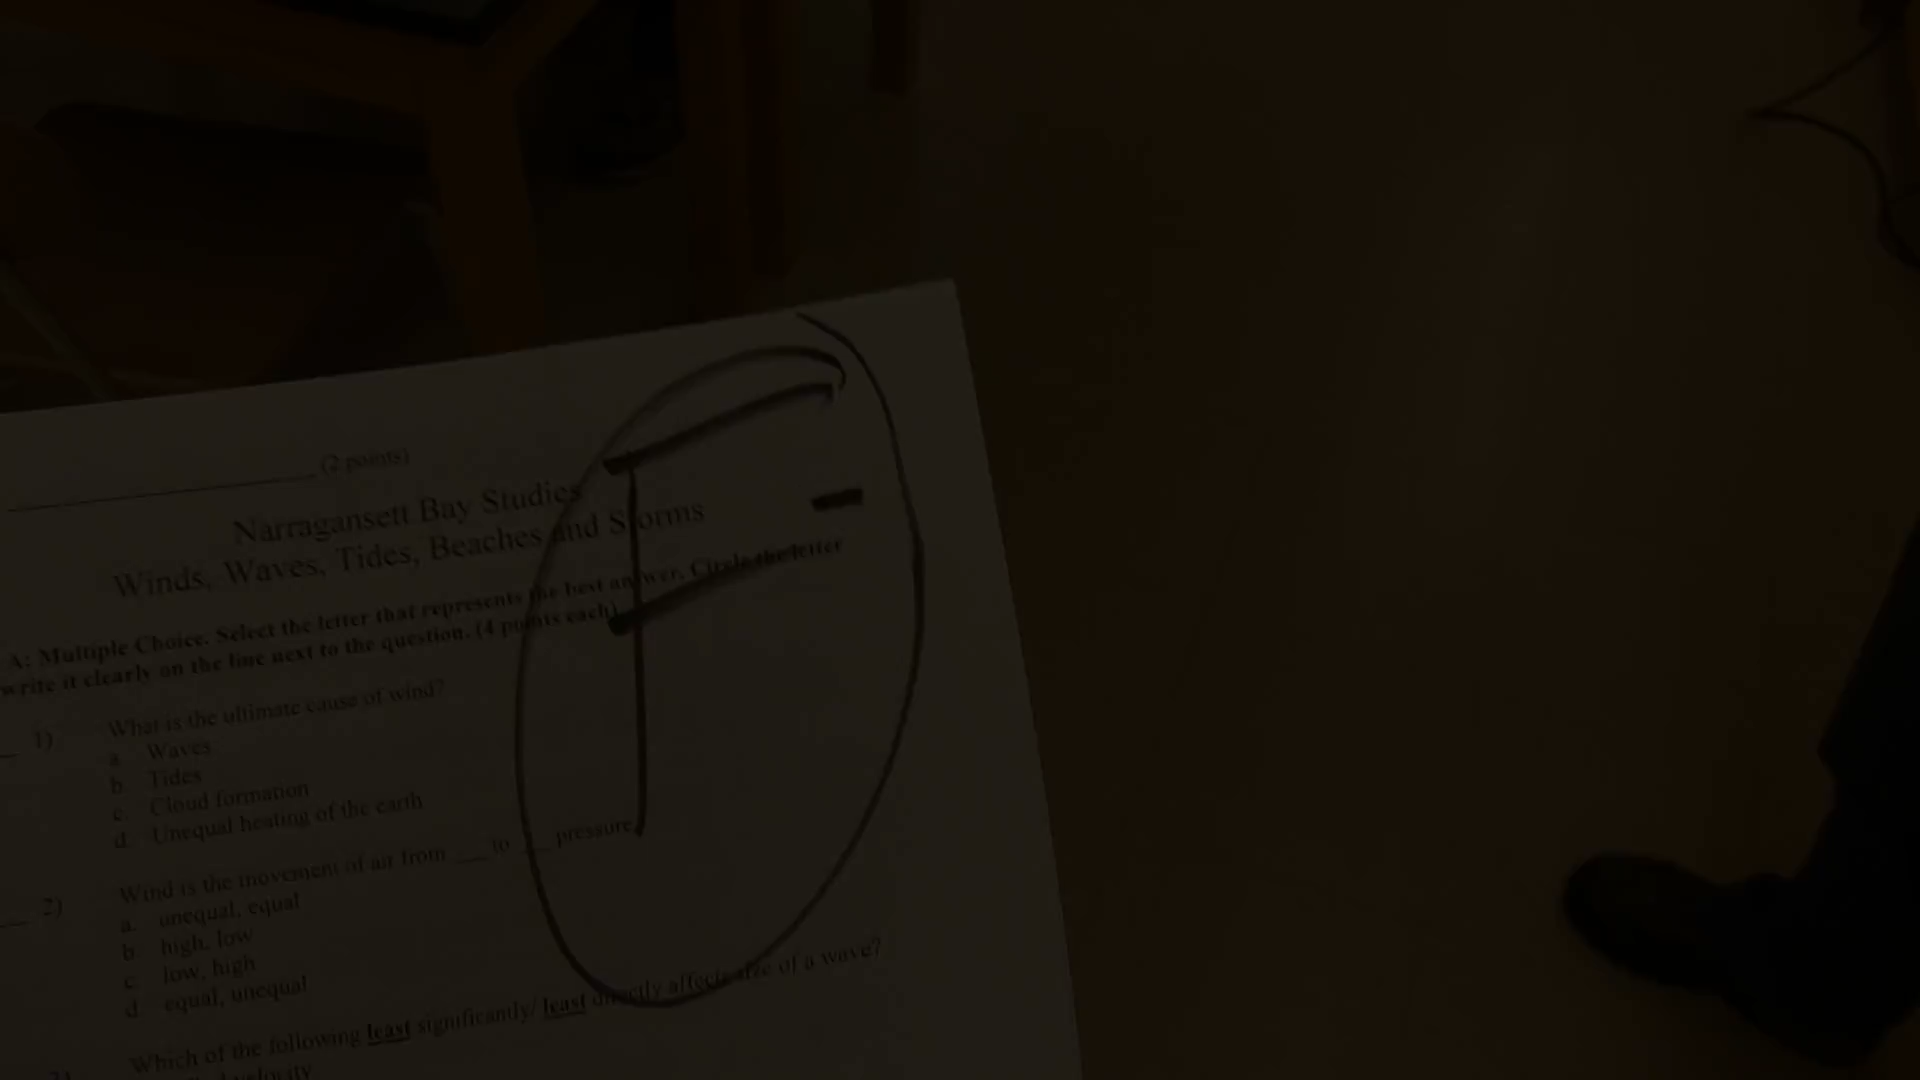 (2 points)
F-
Narragansett Bay Studies
Winds, Waves, Tides, Beaches and Storms
A: Multiple Choice. Select the letter that represents the best answer. Circle the letter
write it clearly on the line next to the question. (4 points each)
1) What is the ultimate cause of wind?
a. Waves
b. Tides
c. Cloud formation
d. Unequal heating of the earth
2) Wind is the movement of air from ___ to ___ pressure.
a. unequal, equal
b. high, low
c. low, high
d. equal, unequal
Which of the following least significantly/ least directly affects size of a wave?
velocity